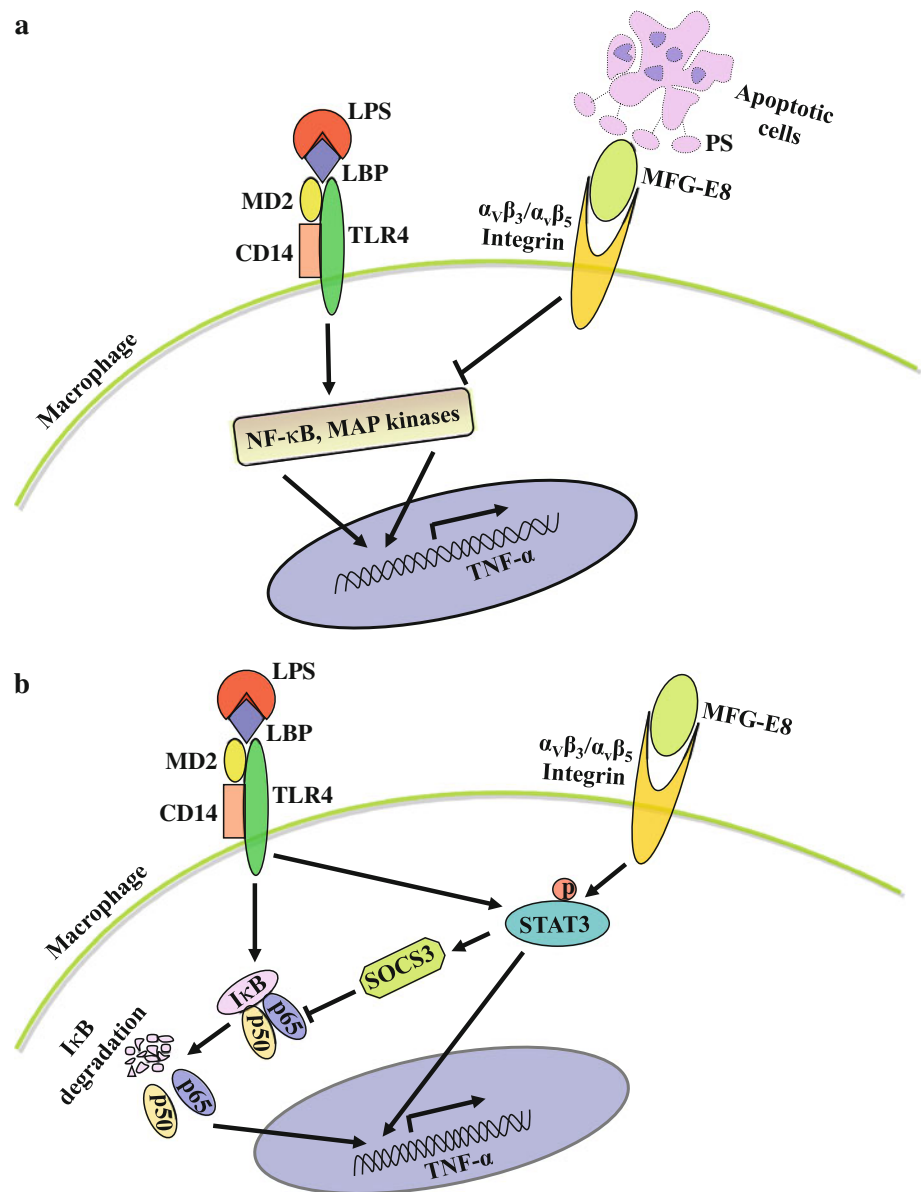 a
LPS
LBP
MD2
CD14
TLR4
Apoptotic
cells
PS
MFG-E8
αVβ3/αvβ5
Integrin
Macrophage
NF-κB, MAP kinases
TNF-α
b
LPS
LBP
MD2
CD14
TLR4
MFG-E8
αVβ3/αvβ5
Integrin
Macrophage
p
STAT3
SOCS3
IκB
p65
p50
IκB
degradation
p65
p50
TNF-α